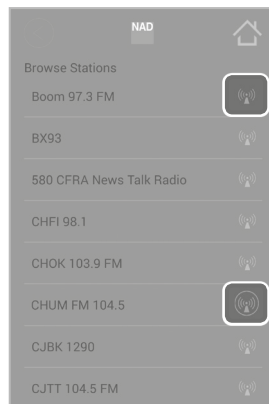 NAD
Browse Stations
Boom 97.3 FM
BX93
580 CFRA News Talk Radio
CHFI 98.1
CHOK 103.9 FM
CHUM FM 104.5
CJBK 1290
CJTT 104.5 FM